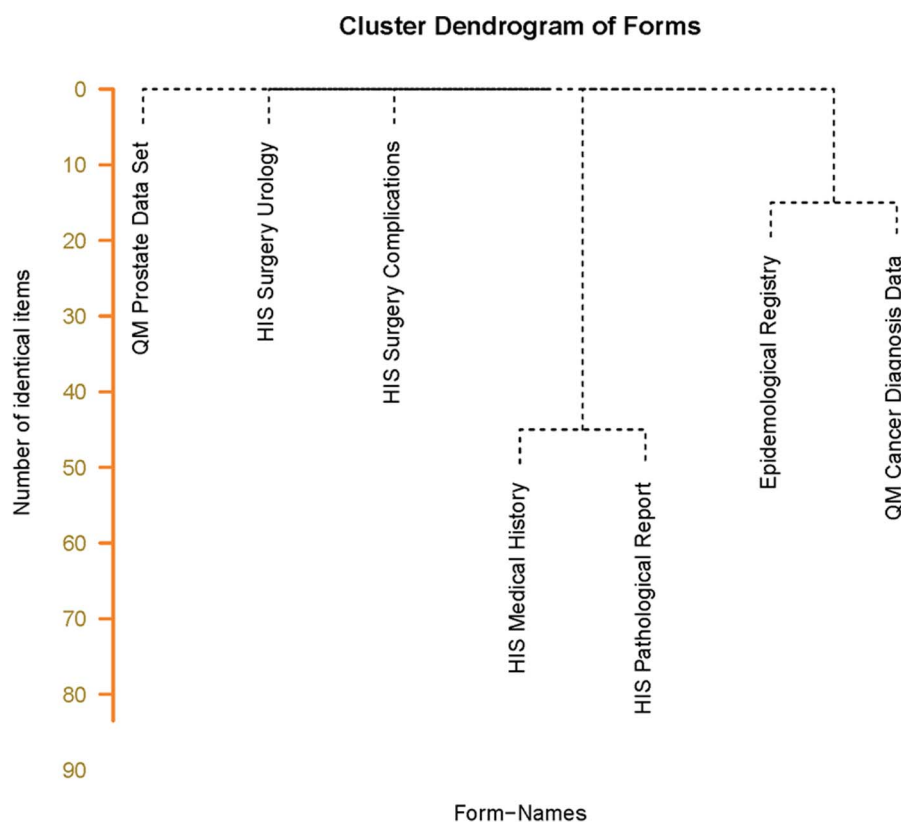 Cluster Dendrogram of Forms
Number of identical items
0
10
20
30
40
50
60
70
80
90
QM Prostate Data Set
HIS Surgery Urology
HIS Surgery Complications
HIS Medical History
HIS Pathological Report
Epidemological Registry
QM Cancer Diagnosis Data
Form-Names